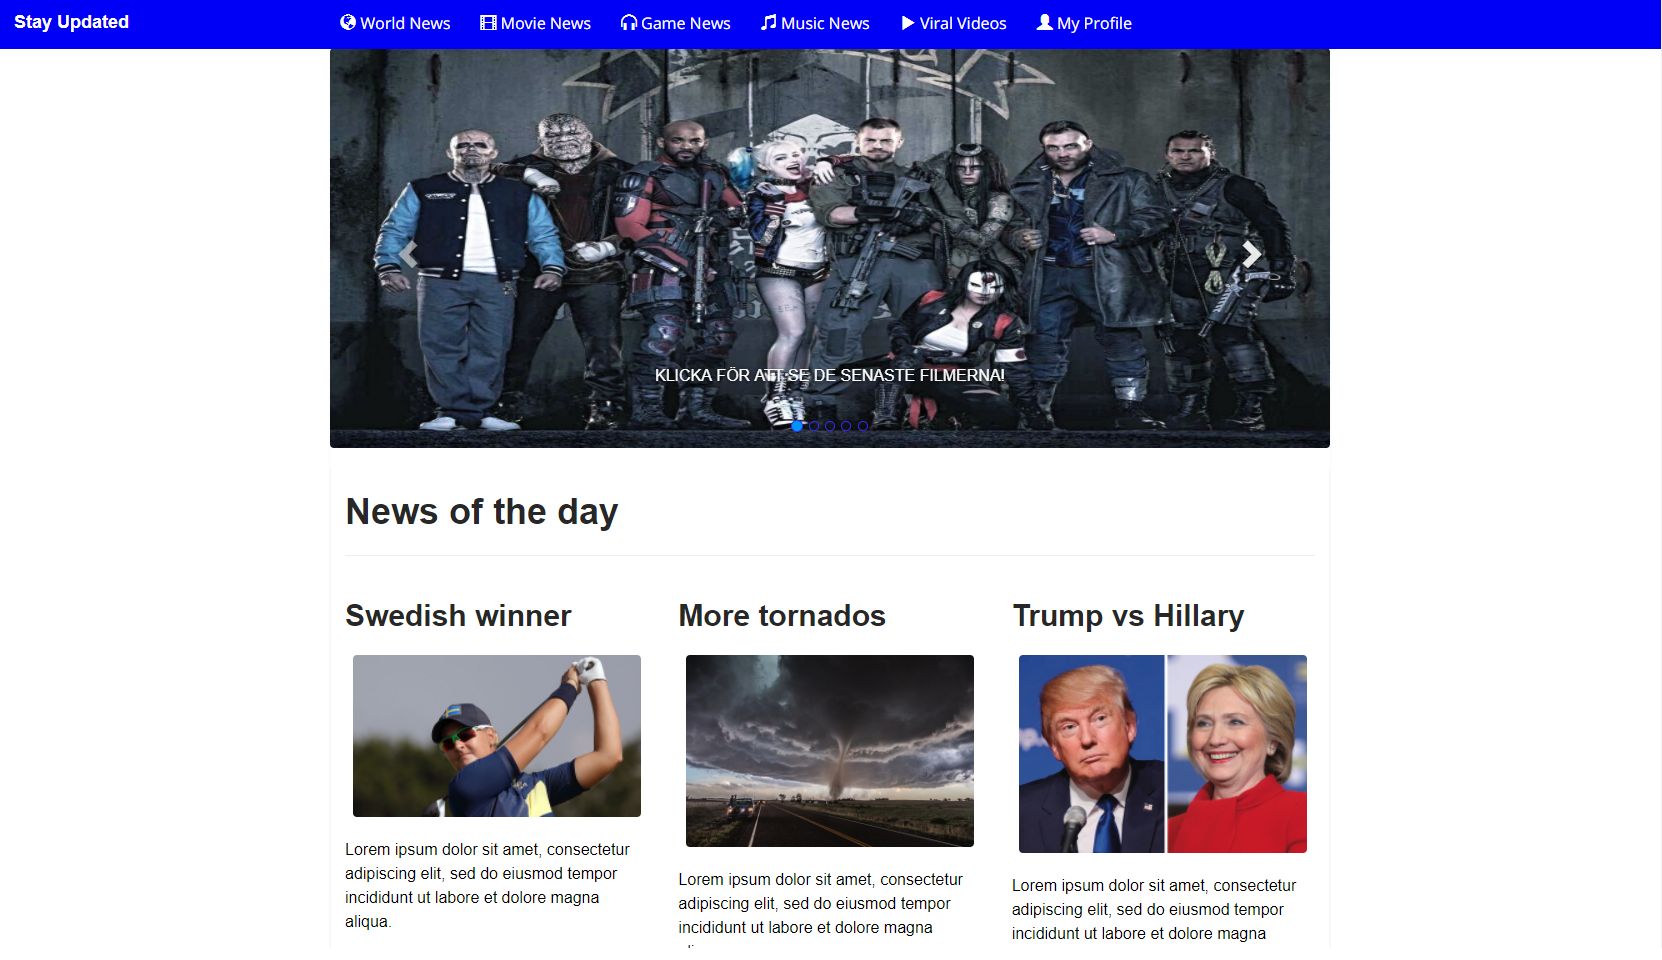 Stay Updated
World News
Movie News
Game News
Music News
Viral Videos
My Profile
KLICKA FÖR ATT SE DE SENASTE FILMERNA!
News of the day
Swedish winner
Lorem ipsum dolor sit amet, consectetur
adipiscing elit, sed do eiusmod tempor
incididunt ut labore et dolore magna
aliqua.
More tornados
Lorem ipsum dolor sit amet, consectetur
adipiscing elit, sed do eiusmod tempor
incididunt ut labore et dolore magna
Trump vs Hillary
Lorem ipsum dolor sit amet, consectetur
adipiscing elit, sed do eiusmod tempor
incididunt ut labore et dolore magna